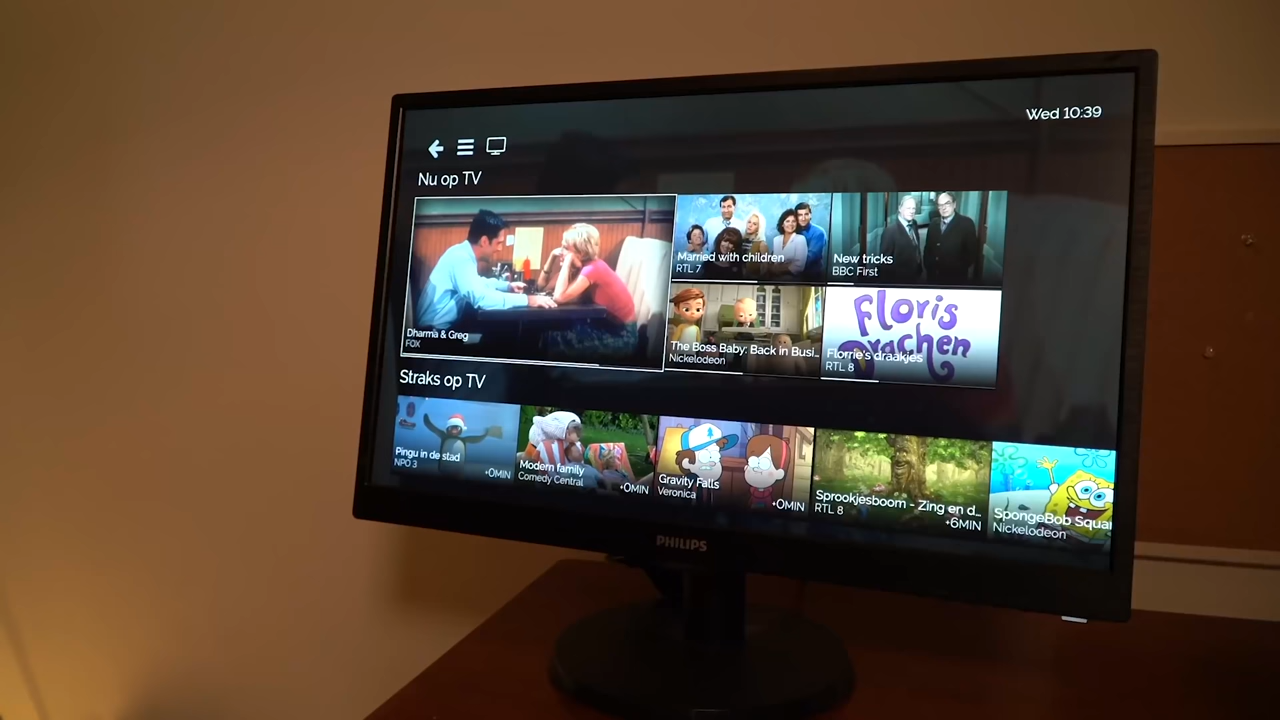 Wed 10:39
Nu op TV
Dharma & Greg
FOX
Married with children
RTL 7
New tricks
BBC First
The Boss Baby: Back in Busi...
Nickelodeon
Floris
Drachen
Florrie's draakjes
RTL 8
Straks op TV
Pingu in de stad
NPO 3
+0MIN
Modern family
Comedy Central
+0MIN
Gravity Falls
Veronica
+0MIN
Sprookjesboom - Zing en d...
RTL 8
+6MIN
SpongeBob Squar
Nickelodeon
PHILIPS